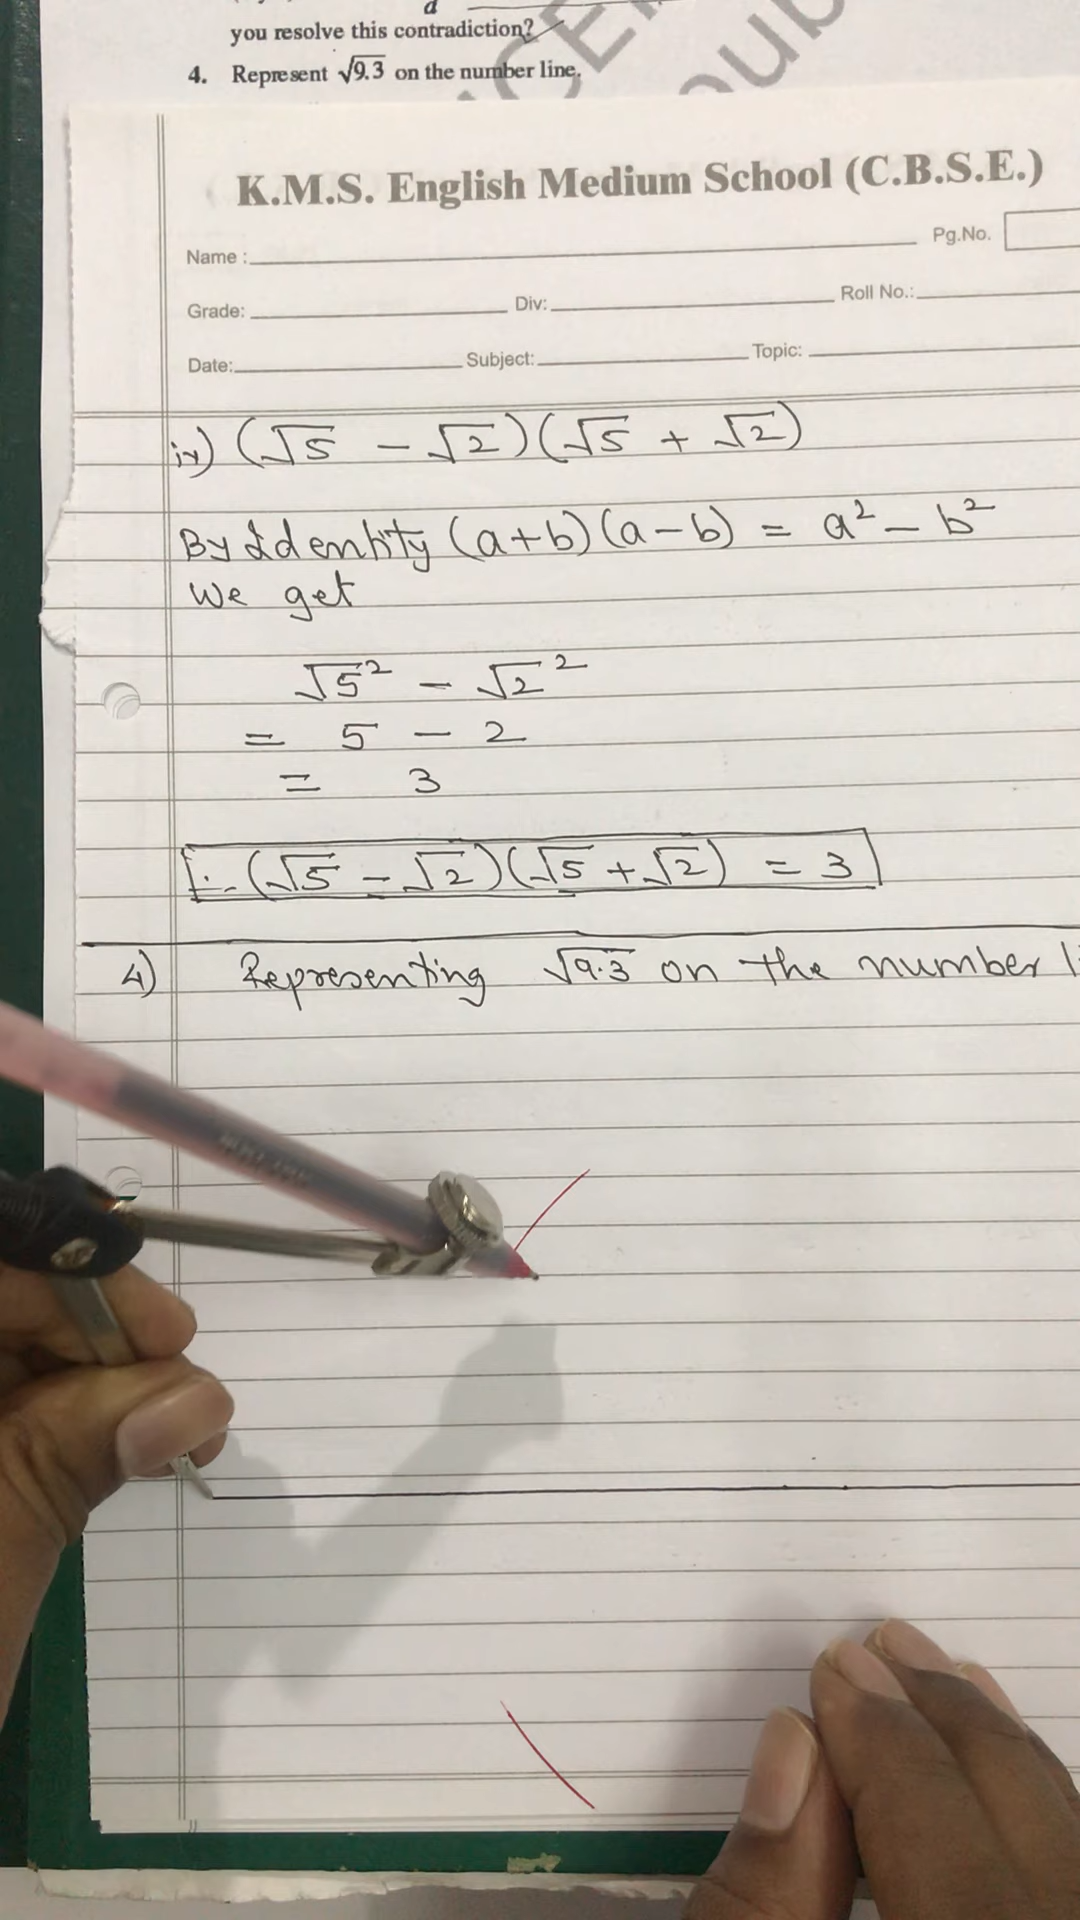 d
you resolve this contradiction?
4. Represent √9.3 on the number line.
K.M.S. English Medium School (C.B.S.E.)
Name :
Pg.No.
Grade:
Div:
Roll No.:
Date:
Subject:
Topic:
iv) (√5 - √2)(√5 + √2)
By Identity (a+b)(a-b) = a² - b²
We get
√5² - √2²
= 5 - 2
= 3
∴ (√5 - √2)(√5 + √2) = 3
4) Representing √9.3 on the number